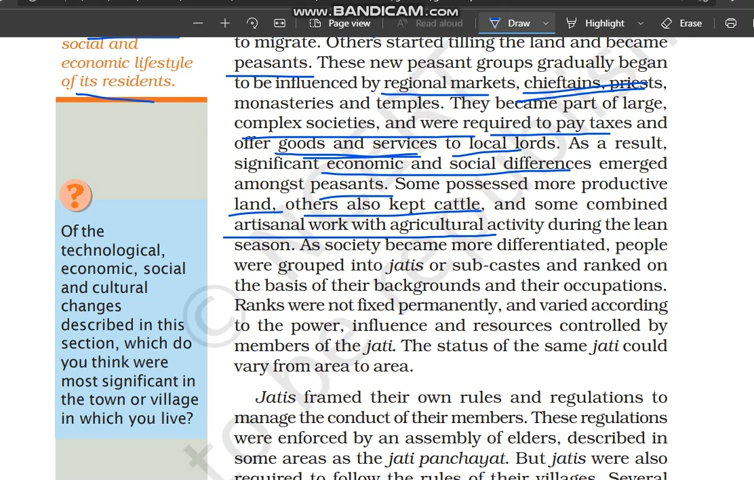 www.BANDICAM.com
Page view
Read aloud
Draw
Highlight
Erase
social and
economic lifestyle
of its residents.
?
Of the
technological,
economic, social
and cultural
changes
described in this
section, which do
you think were
most significant in
the town or village
in which you live?
to migrate. Others started tilling the land and became
peasants. These new peasant groups gradually began
to be influenced by regional markets, chieftains, priests,
monasteries and temples. They became part of large,
complex societies, and were required to pay taxes and
offer goods and services to local lords. As a result,
significant economic and social differences emerged
amongst peasants. Some possessed more productive
land, others also kept cattle, and some combined
artisanal work with agricultural activity during the lean
season. As society became more differentiated, people
were grouped into jatis or sub-castes and ranked on
the basis of their backgrounds and their occupations.
Ranks were not fixed permanently, and varied according
to the power, influence and resources controlled by
members of the jati. The status of the same jati could
vary from area to area.
Jatis framed their own rules and regulations to
manage the conduct of their members. These regulations
were enforced by an assembly of elders, described in
some areas as the jati panchayat. But jatis were also
required to follow the rules of their villages. Several